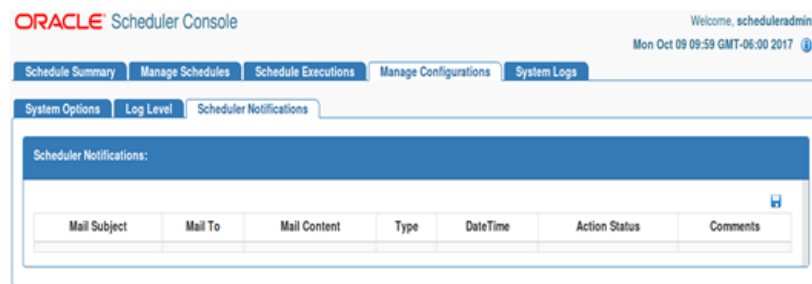 ORACLE Scheduler Console
Welcome, scheduleradmin
Mon Oct 09 09:59 GMT-06:00 2017
Schedule Summary Manage Schedules Schedule Executions Manage Configurations System Logs
System Options Log Level Scheduler Notifications
Scheduler Notifications:
Mail Subject Mail To Mail Content Type DateTime Action Status Comments